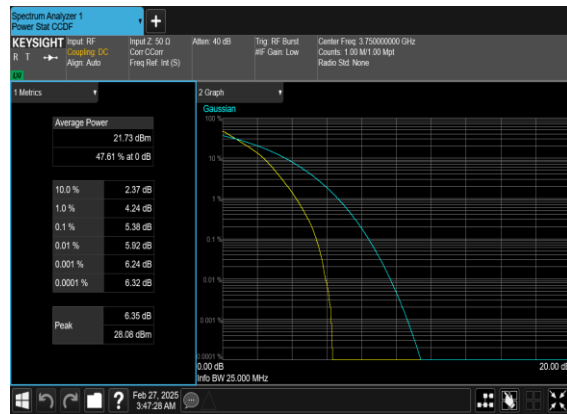 Spectrum Analyzer 1
Power Stat CCDF
+
KEYSIGHT
R T
LXI
Input: RF
Coupling: DC
Align: Auto
Input Z: 50 Ω
Corr CCorr
Freq Ref: Int (S)
Atten: 40 dB
Trig: RF Burst
#IF Gain: Low
Center Freq: 3.750000000 GHz
Counts: 1.00 M/1.00 Mpt
Radio Std: None
1 Metrics
Average Power
21.73 dBm
47.61 % at 0 dB
10.0 % 2.37 dB
1.0 % 4.24 dB
0.1 % 5.38 dB
0.01 % 5.92 dB
0.001 % 6.24 dB
0.0001 % 6.32 dB
Peak
6.35 dB
28.08 dBm
2 Graph
Gaussian
100 %
10 %
1 %
0.1 %
0.01 %
0.001 %
0.0001 %
0.00 dB
20.00 dB
Info BW 25.000 MHz
?
Feb 27, 2025
3:47:28 AM